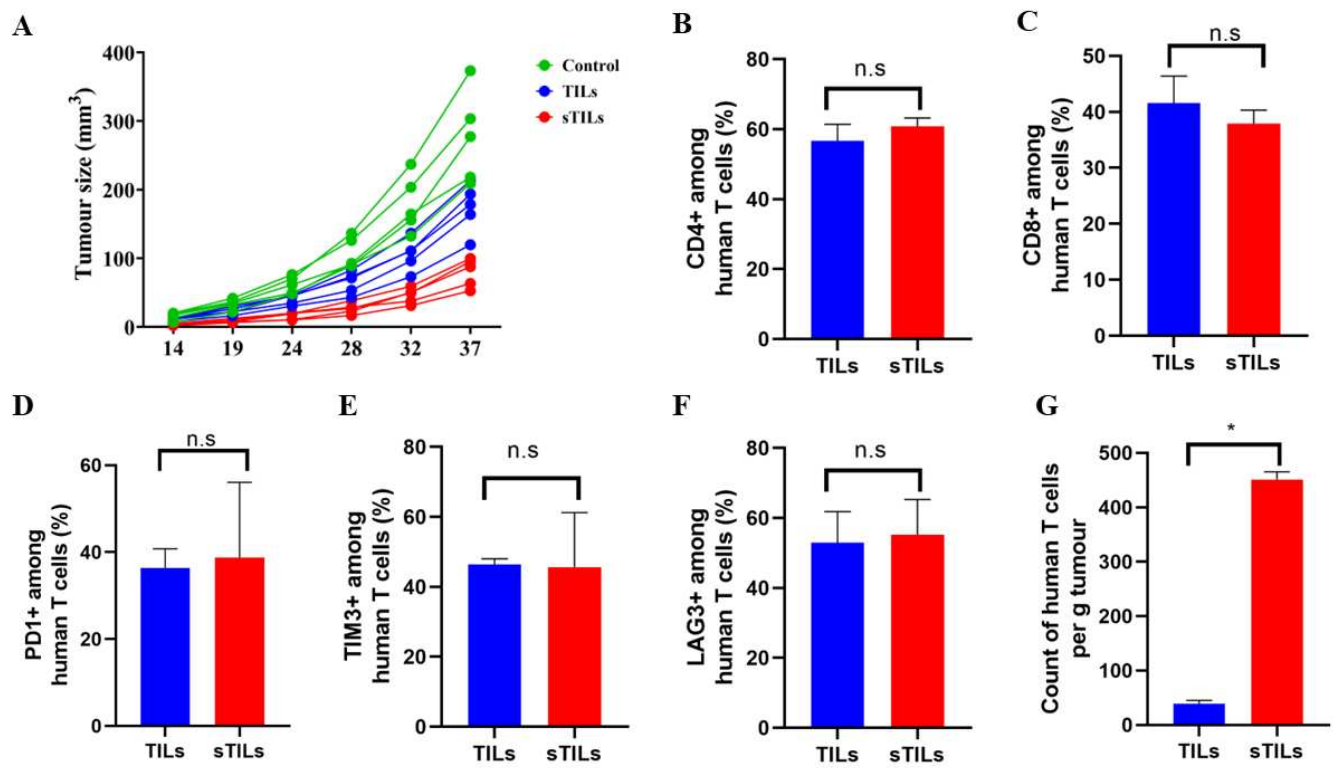 A
Tumour size (mm3)
400
300
200
100
0
14 19 24 28 32 37
Control
TILs
sTILs
B
n.s
CD4+ among
human T cells (%)
80
60
40
20
0
TILs sTILs
C
n.s
CD8+ among
human T cells (%)
50
40
30
20
10
0
TILs sTILs
D
n.s
PD1+ among
human T cells (%)
60
40
20
0
TILs sTILs
E
n.s
TIM3+ among
human T cells (%)
80
60
40
20
0
TILs sTILs
F
n.s
LAG3+ among
human T cells (%)
80
60
40
20
0
TILs sTILs
G
*
Count of human T cells
per g tumour
500
400
300
200
100
0
TILs sTILs